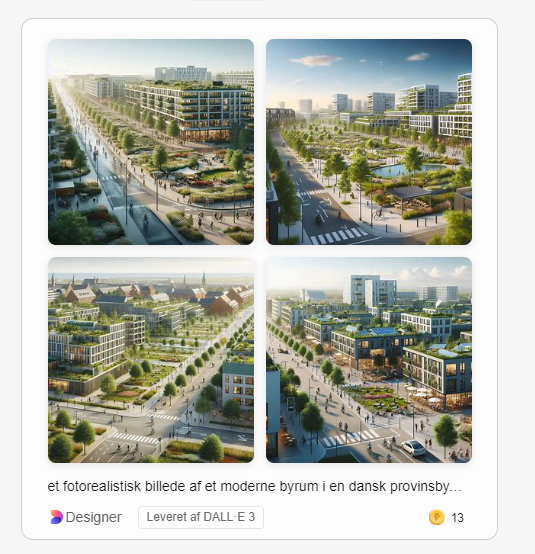 et fotorealistisk billede af et moderne byrum i en dansk provinsby...
Designer
Leveret af DALL·E 3
13